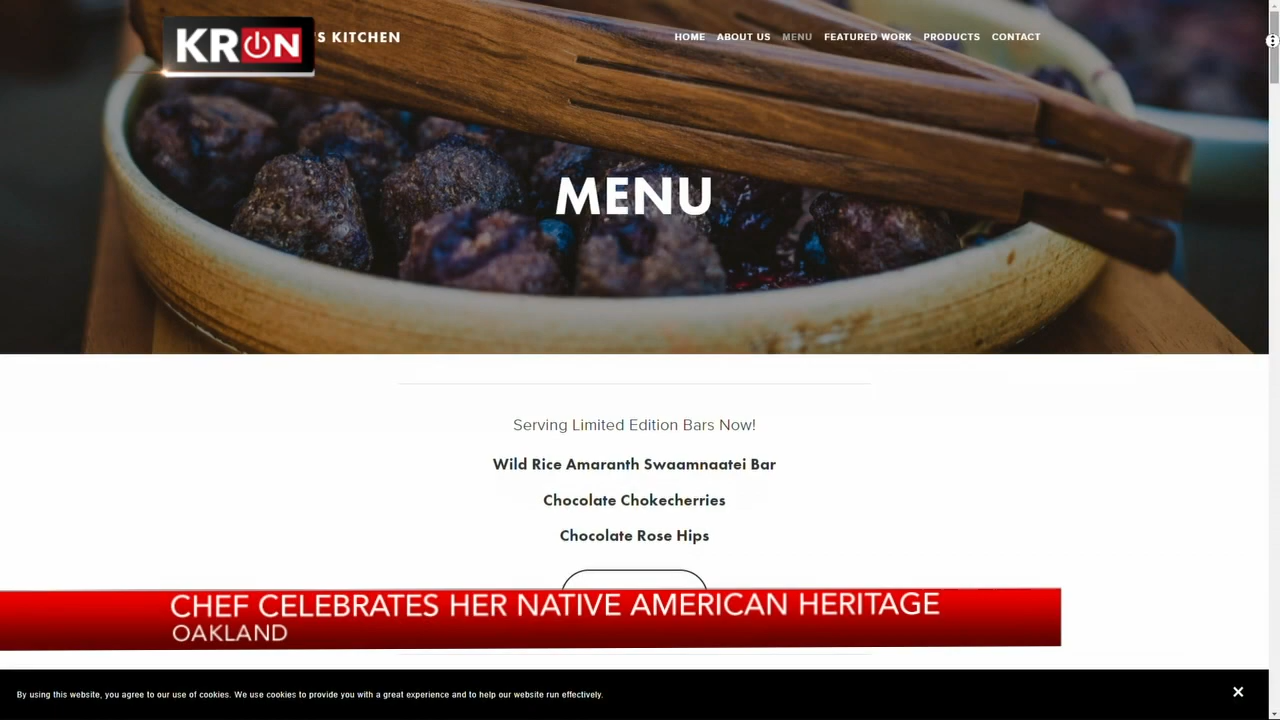 KRON
'S KITCHEN
HOME ABOUT US MENU FEATURED WORK PRODUCTS CONTACT
MENU
Serving Limited Edition Bars Now!
Wild Rice Amaranth Swaamnaatei Bar
Chocolate Chokecherries
Chocolate Rose Hips
CHEF CELEBRATES HER NATIVE AMERICAN HERITAGE
OAKLAND
By using this website, you agree to our use of cookies. We use cookies to provide you with a great experience and to help our website run effectively.